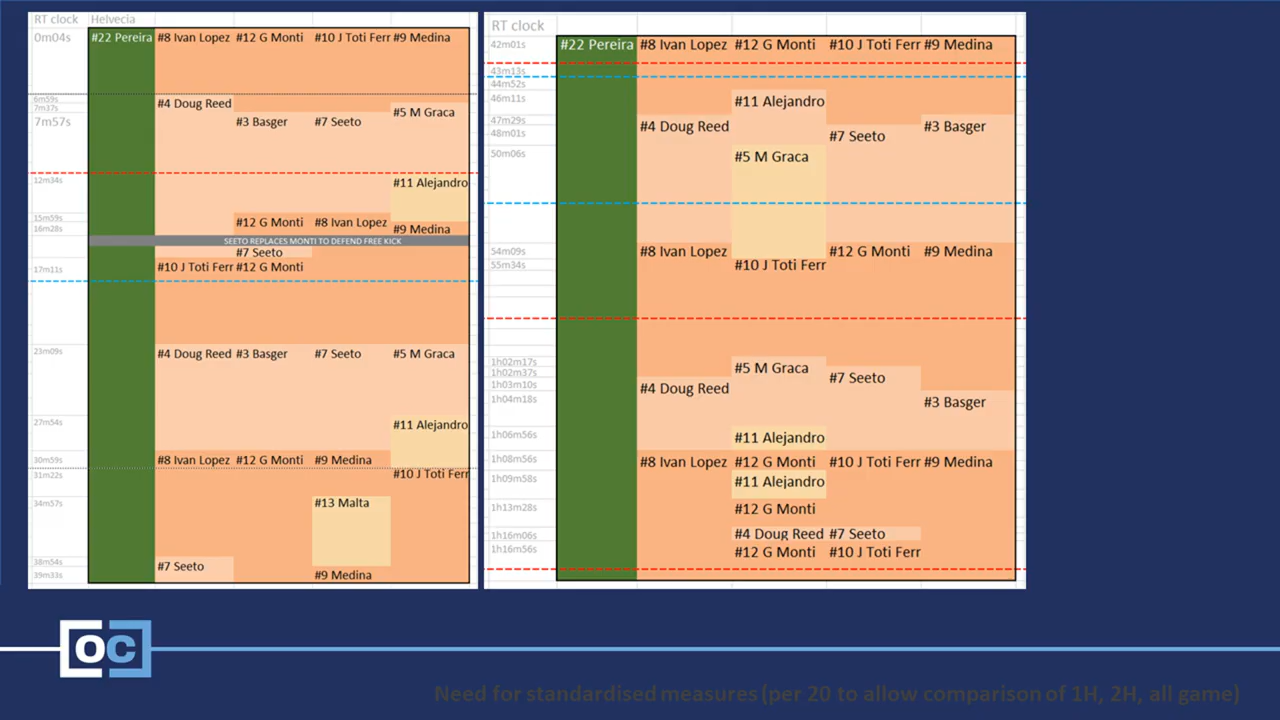 RT clock Helvecia
0m04s #22 Pereira #8 Ivan Lopez #12 G Monti #10 J Toti Ferr #9 Medina
6m59s #4 Doug Reed
7m37s #5 M Graca
7m57s #3 Basger #7 Seeto
12m34s #11 Alejandro
15m59s #12 G Monti #8 Ivan Lopez
16m28s #9 Medina
SEETO REPLACES MONTI TO DEFEND FREE KICK
#7 Seeto
17m11s #10 J Toti Ferr #12 G Monti
23m09s #4 Doug Reed #3 Basger #7 Seeto #5 M Graca
27m54s #11 Alejandro
30m59s #8 Ivan Lopez #12 G Monti #9 Medina
31m22s #10 J Toti Ferr
34m57s #13 Malta
38m54s #7 Seeto
39m33s #9 Medina
RT clock
42m01s #22 Pereira #8 Ivan Lopez #12 G Monti #10 J Toti Ferr #9 Medina
43m13s
44m52s
46m11s #11 Alejandro
47m29s #4 Doug Reed #3 Basger
48m01s #7 Seeto
50m06s #5 M Graca
54m09s #8 Ivan Lopez #12 G Monti #9 Medina
55m34s #10 J Toti Ferr
1h02m17s #5 M Graca
1h02m37s #7 Seeto
1h03m10s #4 Doug Reed
1h04m18s #3 Basger
1h06m56s #11 Alejandro
1h08m56s #8 Ivan Lopez #12 G Monti #10 J Toti Ferr #9 Medina
1h09m58s #11 Alejandro
1h13m28s #12 G Monti
1h16m06s #4 Doug Reed #7 Seeto
1h16m56s #12 G Monti #10 J Toti Ferr
OC
Need for standardised measures (per 20 to allow comparison of 1H, 2H, all game)